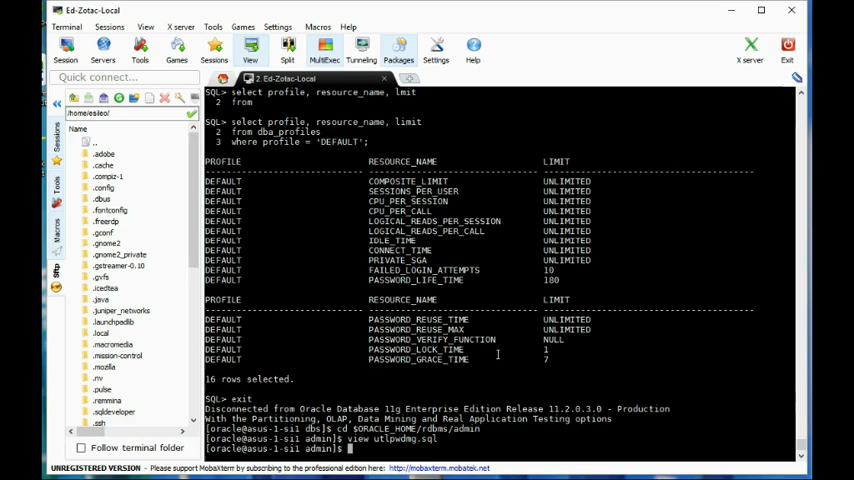 Ed-Zotac-Local
Terminal Sessions View X server Tools Games Settings Macros Help
Session Servers Tools Games Sessions View Split MultiExec Tunneling Packages Settings Help X server Exit
Quick connect...
2. Ed-Zotac-Local
/home/esileo/
Name
..
.adobe
.cache
.compiz-1
.config
.dbus
.fontconfig
.freerdp
.gconf
.gnome2
.gnome2_private
.gstreamer-0.10
.gvfs
.icedtea
.java
.juniper_networks
.launchpadlib
.local
.macromedia
.mission-control
.mozilla
.nv
.pulse
.remmina
.sqldeveloper
.ssh
Follow terminal folder
Sessions
Tools
Macros
Sftp
SQL> select profile, resource_name, lmit
2 from
SQL> select profile, resource_name, limit
2 from dba_profiles
3 where profile = 'DEFAULT';
PROFILE RESOURCE_NAME LIMIT
DEFAULT COMPOSITE_LIMIT UNLIMITED
DEFAULT SESSIONS_PER_USER UNLIMITED
DEFAULT CPU_PER_SESSION UNLIMITED
DEFAULT CPU_PER_CALL UNLIMITED
DEFAULT LOGICAL_READS_PER_SESSION UNLIMITED
DEFAULT LOGICAL_READS_PER_CALL UNLIMITED
DEFAULT IDLE_TIME UNLIMITED
DEFAULT CONNECT_TIME UNLIMITED
DEFAULT PRIVATE_SGA UNLIMITED
DEFAULT FAILED_LOGIN_ATTEMPTS 10
DEFAULT PASSWORD_LIFE_TIME 180
PROFILE RESOURCE_NAME LIMIT
DEFAULT PASSWORD_REUSE_TIME UNLIMITED
DEFAULT PASSWORD_REUSE_MAX UNLIMITED
DEFAULT PASSWORD_VERIFY_FUNCTION NULL
DEFAULT PASSWORD_LOCK_TIME 1
DEFAULT PASSWORD_GRACE_TIME 7
16 rows selected.
SQL> exit
Disconnected from Oracle Database 11g Enterprise Edition Release 11.2.0.3.0 - Production
With the Partitioning, OLAP, Data Mining and Real Application Testing options
[oracle@asus-1-si1 dbs]$ cd $ORACLE_HOME/rdbms/admin
[oracle@asus-1-si1 admin]$ view utlpwdmg.sql
[oracle@asus-1-si1 admin]$
UNREGISTERED VERSION - Please support MobaXterm by subscribing to the professional edition here: http://mobaxterm.mobatek.net